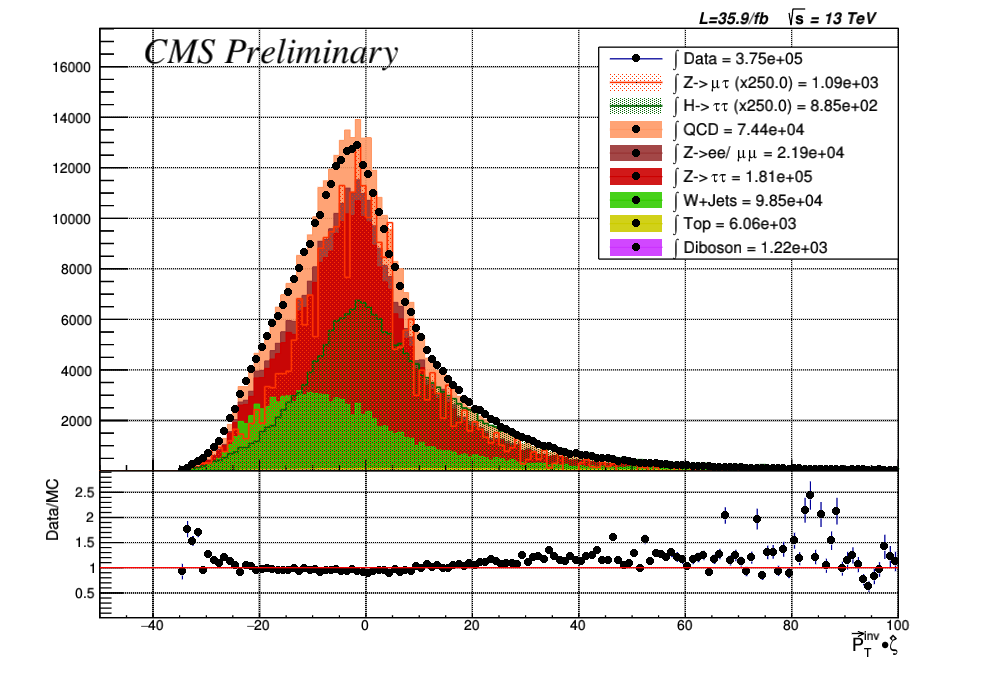 L=35.9/fb √s = 13 TeV
CMS Preliminary
∫ Data = 3.75e+05
∫ Z-> μτ (x250.0) = 1.09e+03
∫ H-> ττ (x250.0) = 8.85e+02
∫ QCD = 7.44e+04
∫ Z->ee/ μμ = 2.19e+04
∫ Z-> ττ = 1.81e+05
∫ W+Jets = 9.85e+04
∫ Top = 6.06e+03
∫ Diboson = 1.22e+03
16000
14000
12000
10000
8000
6000
4000
2000
Data/MC
2.5
2
1.5
1
0.5
−40 −20 0 20 40 60 80 100
P⃗_T^inv •ζ̂